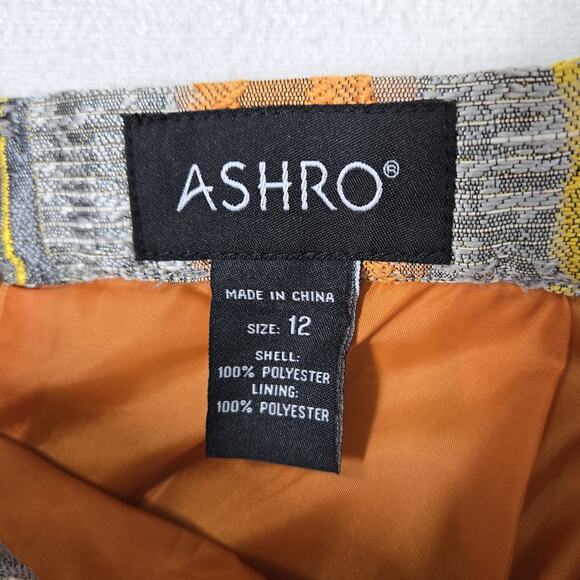 ASHRO®
MADE IN CHINA
SIZE: 12
SHELL:
100% POLYESTER
LINING:
100% POLYESTER